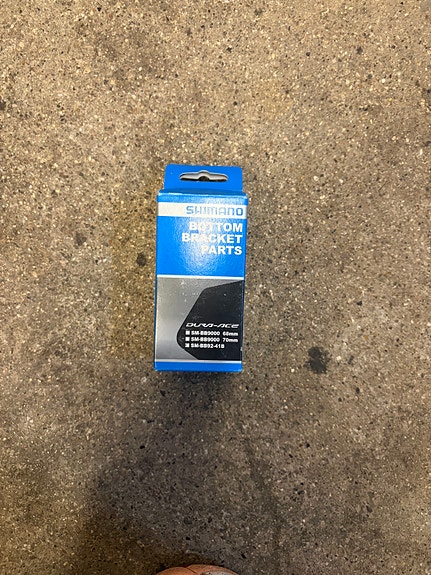 SHIMANO
BOTTOM
BRACKET
PARTS
DURA-ACE
SM-BB9000 68mm
SM-BB9000 70mm
SM-BB92-41B